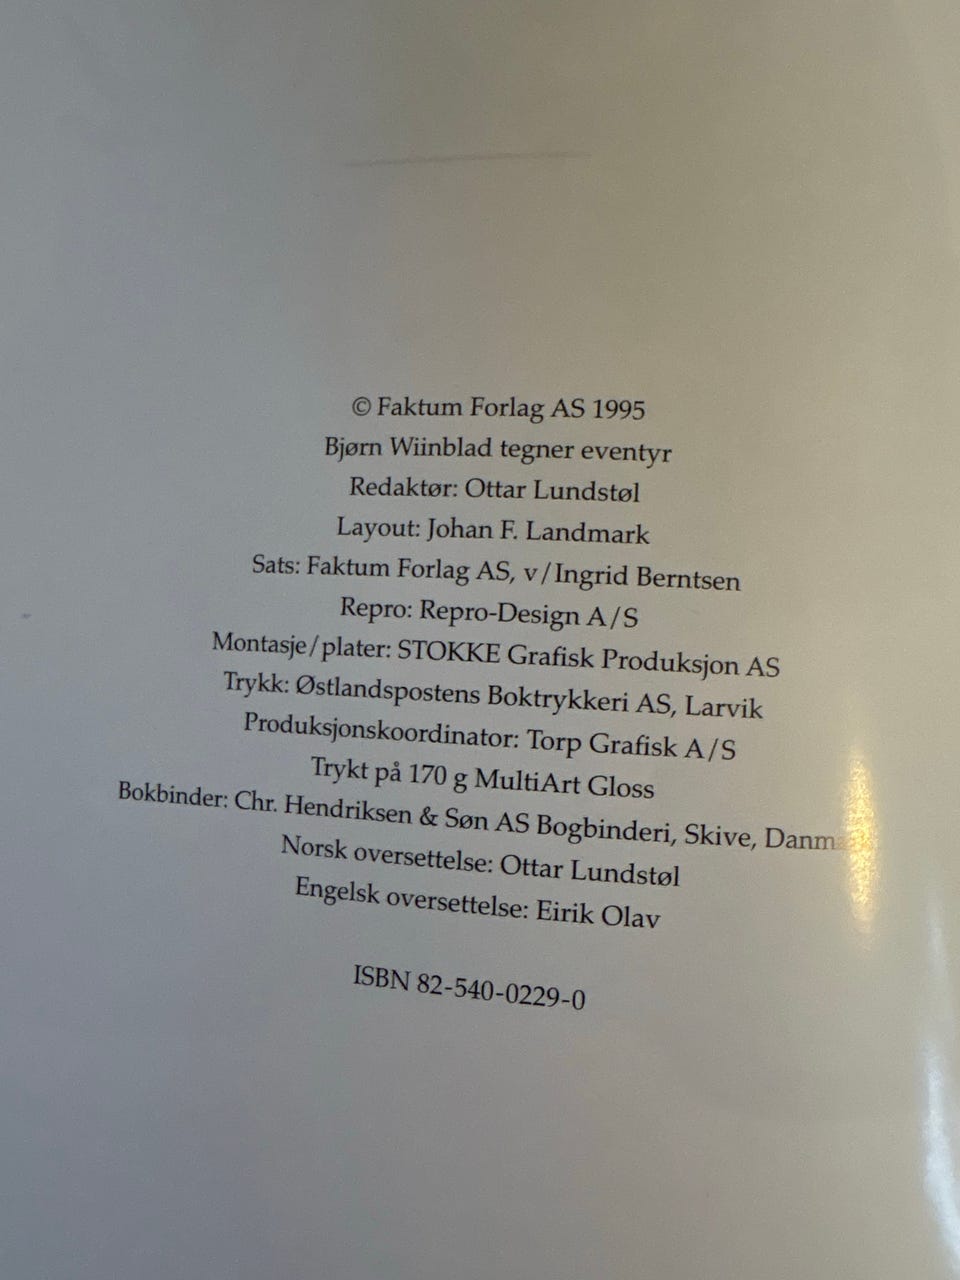 © Faktum Forlag AS 1995
Bjørn Wiinblad tegner eventyr
Redaktør: Ottar Lundstøl
Layout: Johan F. Landmark
Sats: Faktum Forlag AS, v/Ingrid Berntsen
Repro: Repro-Design A/S
Montasje/plater: STOKKE Grafisk Produksjon AS
Trykk: Østlandspostens Boktrykkeri AS, Larvik
Produksjonskoordinator: Torp Grafisk A/S
Trykt på 170 g MultiArt Gloss
Bokbinder: Chr. Hendriksen & Søn AS Bogbinderi, Skive,
Norsk oversettelse: Ottar Lundstøl
Engelsk oversettelse: Eirik Olav
ISBN 82-540-0229-0